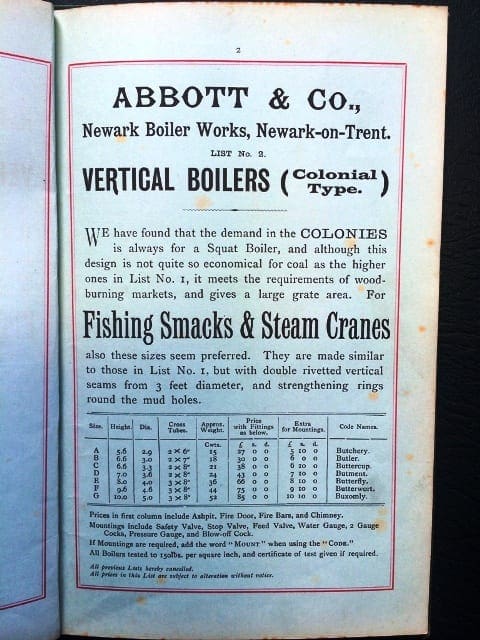 2
ABBOTT & Co.,
Newark Boiler Works, Newark-on-Trent.
LIST No. 2.
VERTICAL BOILERS (Colonial Type.)
WE have found that the demand in the COLONIES
is always for a Squat Boiler, and although this
design is not quite so economical for coal as the higher
ones in List No. 1, it meets the requirements of wood-
burning markets, and gives a large grate area. For
Fishing Smacks & Steam Cranes
also these sizes seem preferred. They are made similar
to those in List No. 1, but with double rivetted vertical
seams from 3 feet diameter, and strengthening rings
round the mud holes.
Size. Height. Dia. Cross Tubes. Approx. Weight. Price with Fittings as below. Extra for Mountings. Code Names.
Cwts. £ s. d. £ s. d.
A 5.6 2.9 2 × 6" 15 27 0 0 5 10 0 Butchery.
B 6.6 3.0 2 × 7" 18 30 0 0 6 0 0 Butler.
C 6.6 3.3 2 × 8" 21 38 0 0 6 10 0 Buttercup.
D 7.0 3.6 2 × 8" 24 43 0 0 7 10 0 Butment.
E 8.0 4.0 3 × 8" 36 66 0 0 8 10 0 Butterfly.
F 9.6 4.6 3 × 8" 44 75 0 0 9 10 0 Butterwort.
G 10.0 5.0 3 × 8" 52 85 0 0 10 10 0 Buxomly.
Prices in first column include Ashpit, Fire Door, Fire Bars, and Chimney.
Mountings include Safety Valve, Stop Valve, Feed Valve, Water Gauge, 2 Gauge
Cocks, Pressure Gauge, and Blow-off Cock.
If Mountings are required, add the word "MOUNT" when using the "CODE."
All Boilers tested to 150lbs. per square inch, and certificate of test given if required.
All previous Lists hereby cancelled.
All prices in this List are subject to alteration without notice.